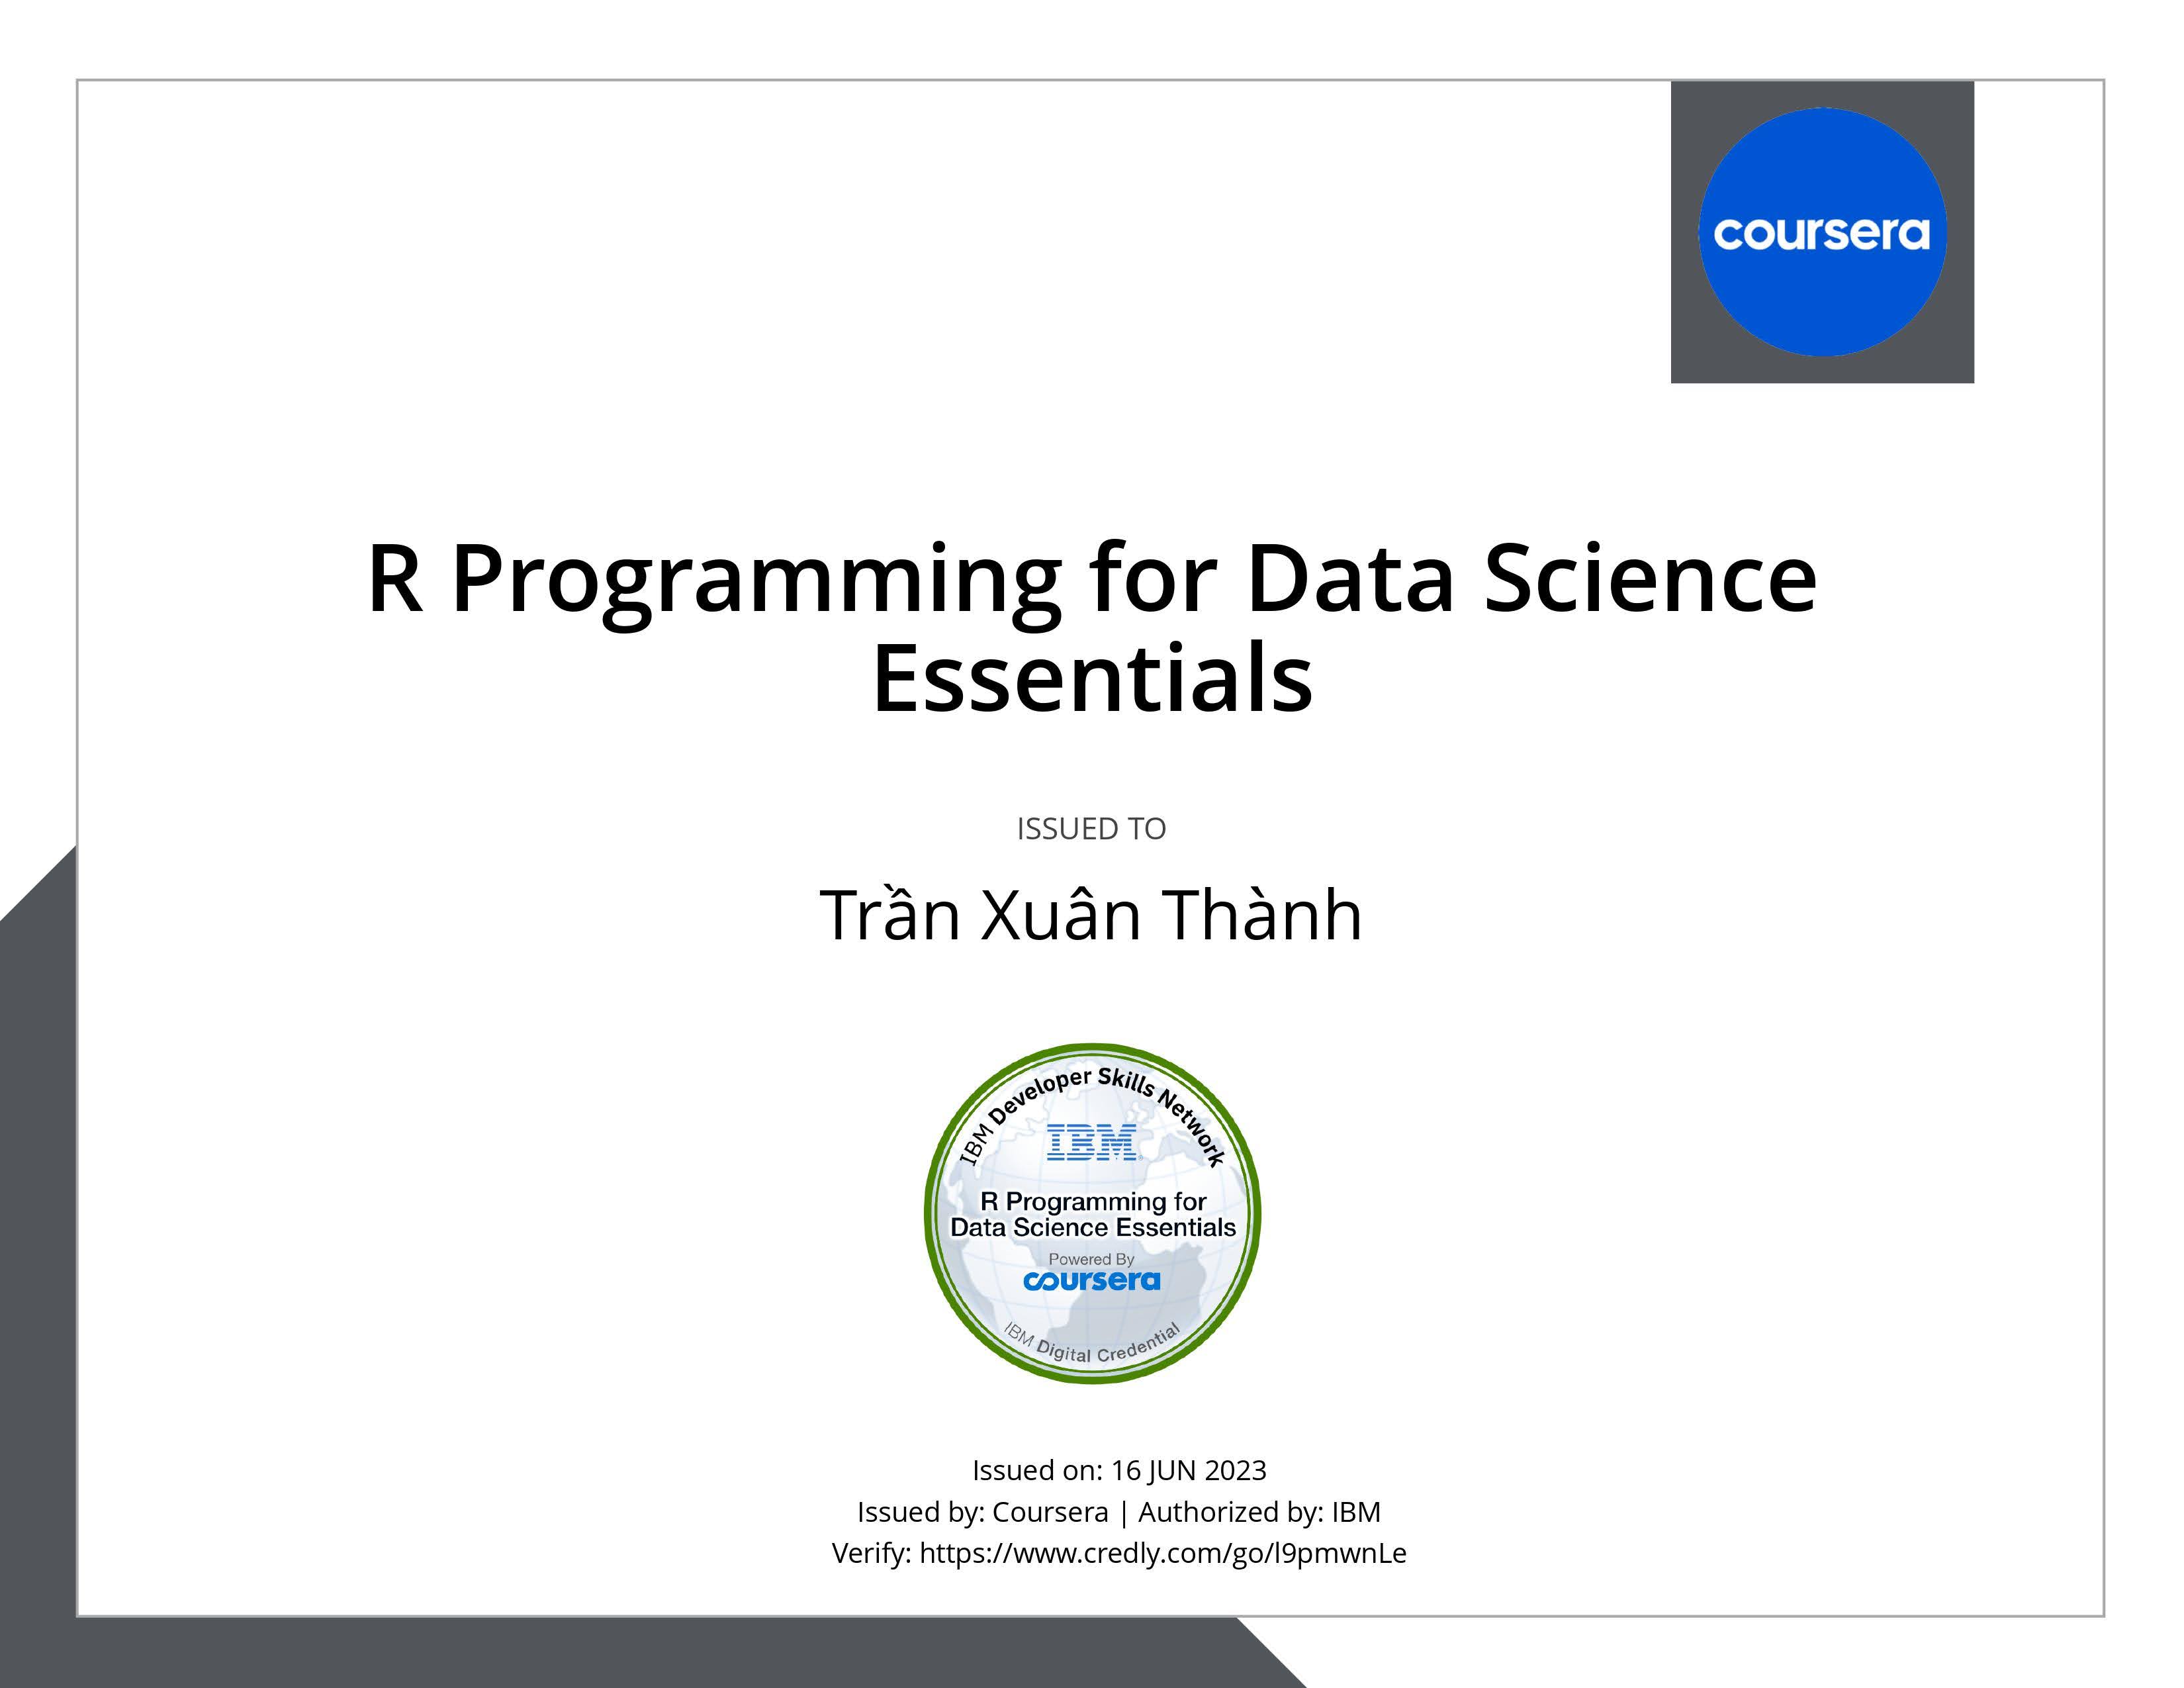 coursera
R Programming for Data Science
Essentials
ISSUED TO
Trần Xuân Thành
IBM Developer Skills Network
IBM
R Programming for
Data Science Essentials
Powered By
coursera
IBM Digital Credential
Issued on: 16 JUN 2023
Issued by: Coursera | Authorized by: IBM
Verify: https://www.credly.com/go/l9pmwnLe